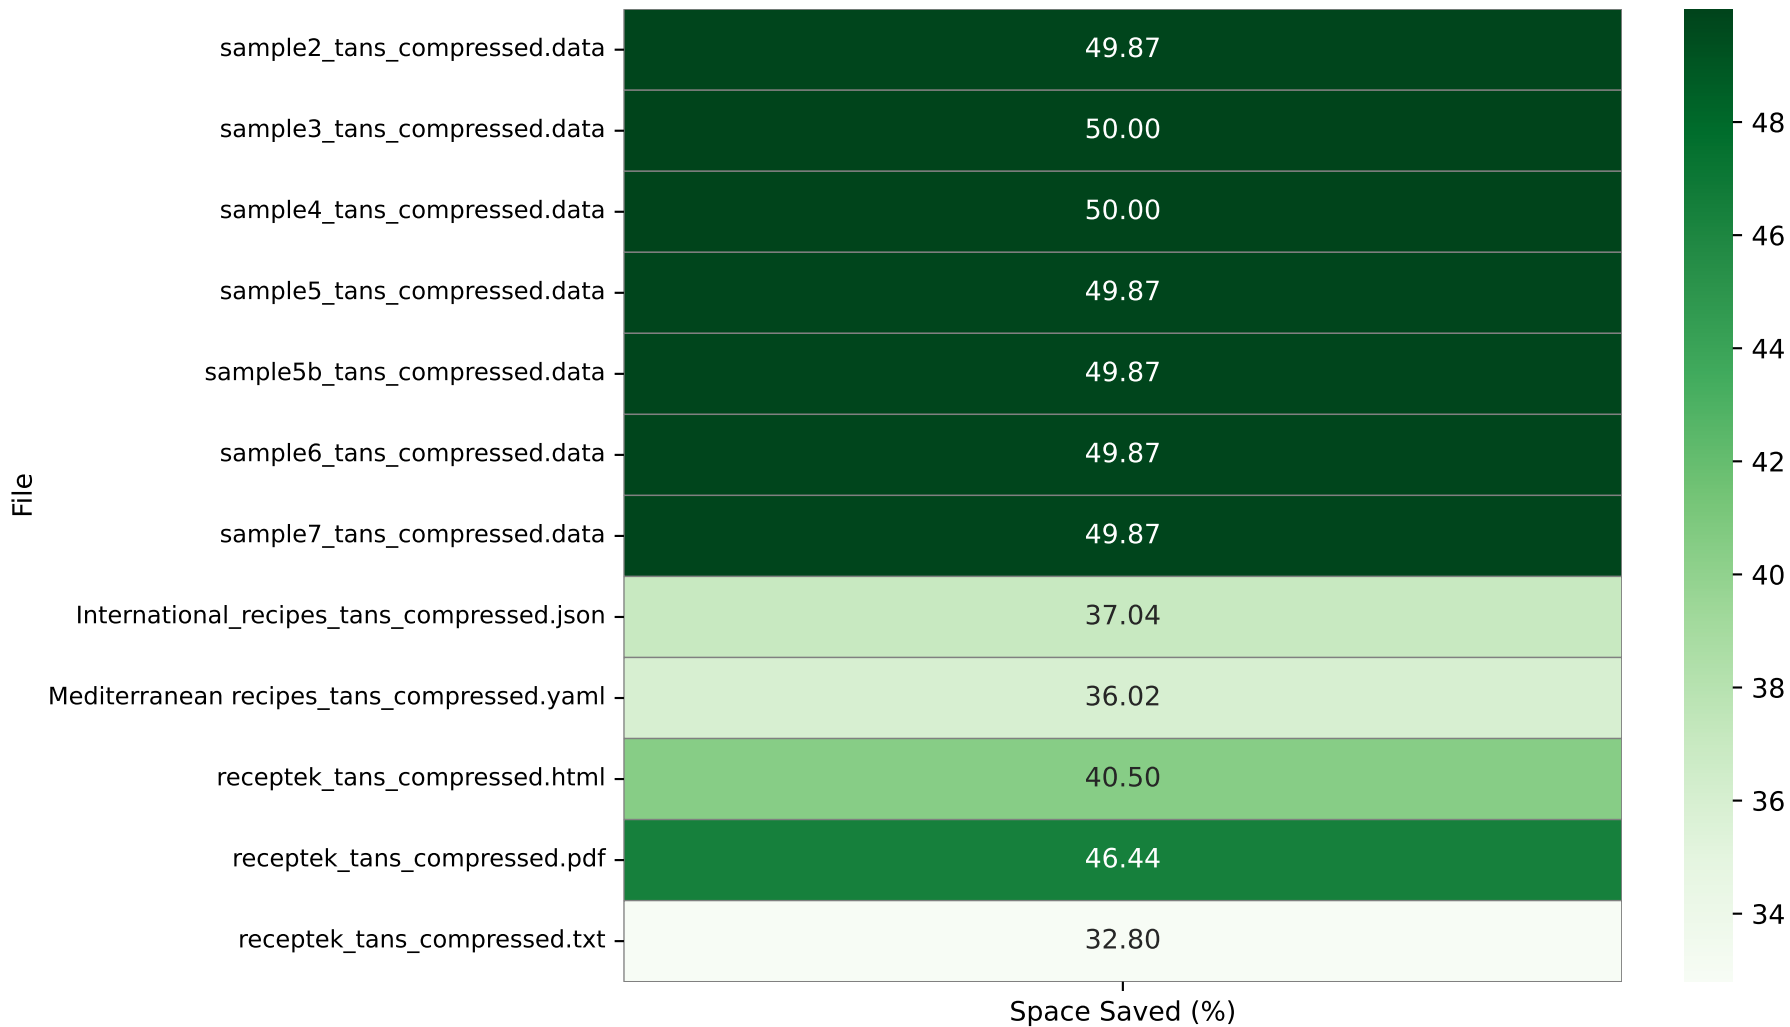 sample2_tans_compressed.data 49.87
sample3_tans_compressed.data 50.00
sample4_tans_compressed.data 50.00
sample5_tans_compressed.data 49.87
sample5b_tans_compressed.data 49.87
sample6_tans_compressed.data 49.87
sample7_tans_compressed.data 49.87
International_recipes_tans_compressed.json 37.04
Mediterranean recipes_tans_compressed.yaml 36.02
receptek_tans_compressed.html 40.50
receptek_tans_compressed.pdf 46.44
receptek_tans_compressed.txt 32.80
File
Space Saved (%)
48
46
44
42
40
38
36
34